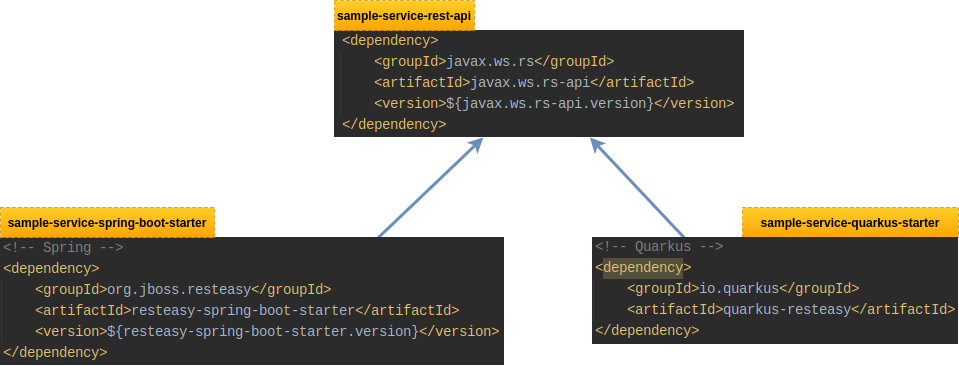 sample-service-rest-api
<dependency>
    <groupId>javax.ws.rs</groupId>
    <artifactId>javax.ws.rs-api</artifactId>
    <version>${javax.ws.rs-api.version}</version>
</dependency>
sample-service-spring-boot-starter
<!-- Spring -->
<dependency>
    <groupId>org.jboss.resteasy</groupId>
    <artifactId>resteasy-spring-boot-starter</artifactId>
    <version>${resteasy-spring-boot-starter.version}</version>
</dependency>
sample-service-quarkus-starter
<!-- Quarkus -->
<dependency>
    <groupId>io.quarkus</groupId>
    <artifactId>quarkus-resteasy</artifactId>
</dependency>